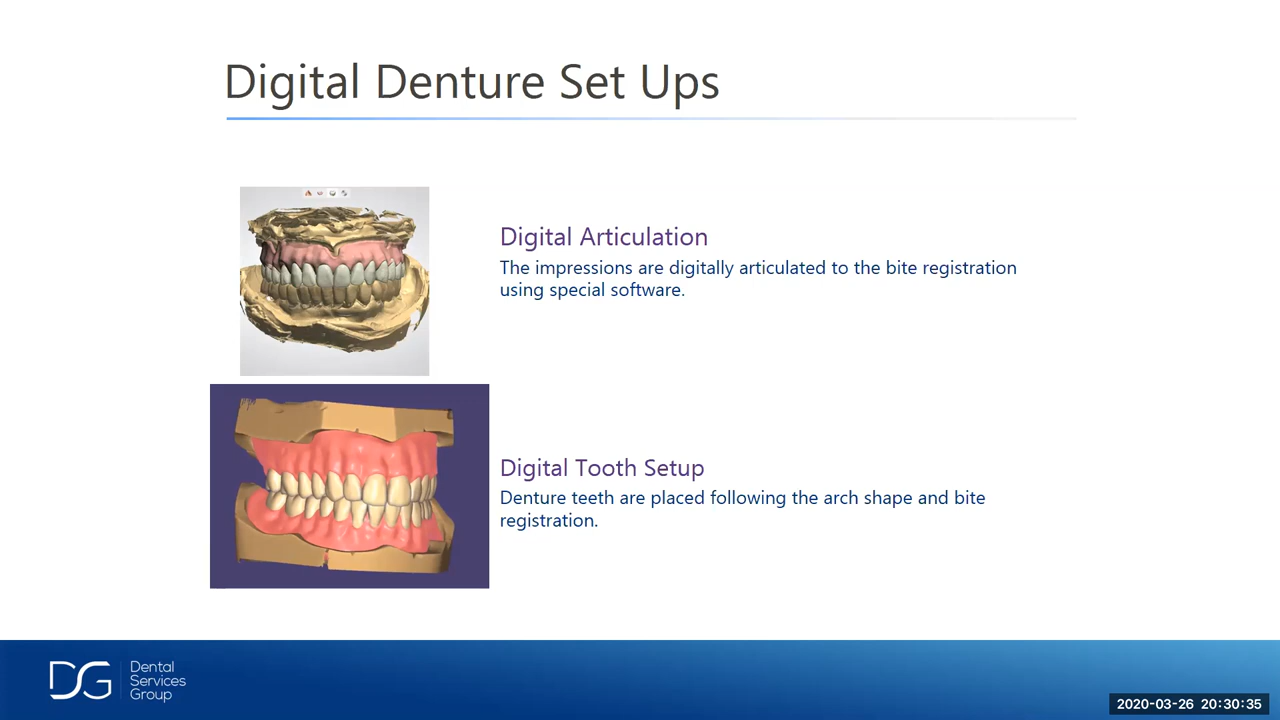 Digital Denture Set Ups
Digital Articulation
The impressions are digitally articulated to the bite registration
using special software.
Digital Tooth Setup
Denture teeth are placed following the arch shape and bite
registration.
DG
Dental
Services
Group
2020-03-26 20:30:35